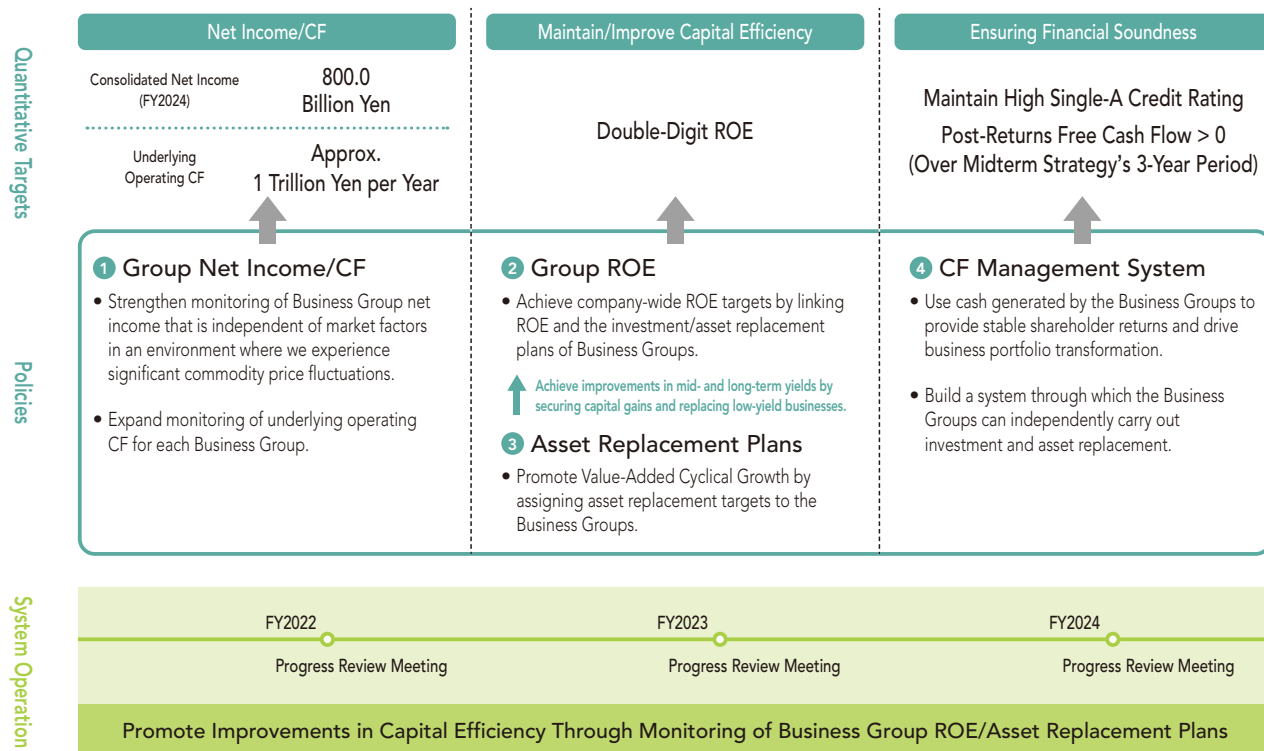 Quantitative Targets
Net Income/CF
Consolidated Net Income
(FY2024)
800.0
Billion Yen
Underlying
Operating CF
Approx.
1 Trillion Yen per Year
Maintain/Improve Capital Efficiency
Double-Digit ROE
Ensuring Financial Soundness
Maintain High Single-A Credit Rating
Post-Returns Free Cash Flow > 0
(Over Midterm Strategy's 3-Year Period)
Policies
1 Group Net Income/CF
• Strengthen monitoring of Business Group net
income that is independent of market factors
in an environment where we experience
significant commodity price fluctuations.
• Expand monitoring of underlying operating
CF for each Business Group.
2 Group ROE
• Achieve company-wide ROE targets by linking
ROE and the investment/asset replacement
plans of Business Groups.
Achieve improvements in mid- and long-term yields by
securing capital gains and replacing low-yield businesses.
3 Asset Replacement Plans
• Promote Value-Added Cyclical Growth by
assigning asset replacement targets to the
Business Groups.
4 CF Management System
• Use cash generated by the Business Groups to
provide stable shareholder returns and drive
business portfolio transformation.
• Build a system through which the Business
Groups can independently carry out
investment and asset replacement.
System Operation
FY2022
Progress Review Meeting
FY2023
Progress Review Meeting
FY2024
Progress Review Meeting
Promote Improvements in Capital Efficiency Through Monitoring of Business Group ROE/Asset Replacement Plans